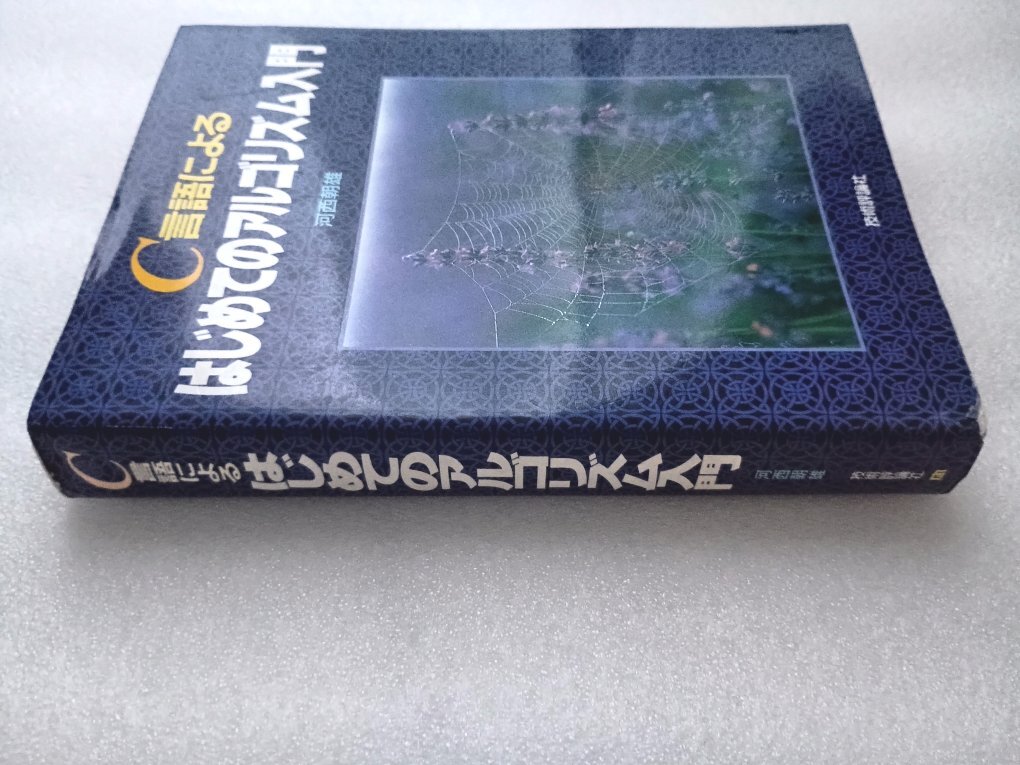 C言語による
はじめてのアルゴリズム入門
河西朝雄
技術評論社
C言語による はじめてのアルゴリズム入門 河西朝雄 技術評論社